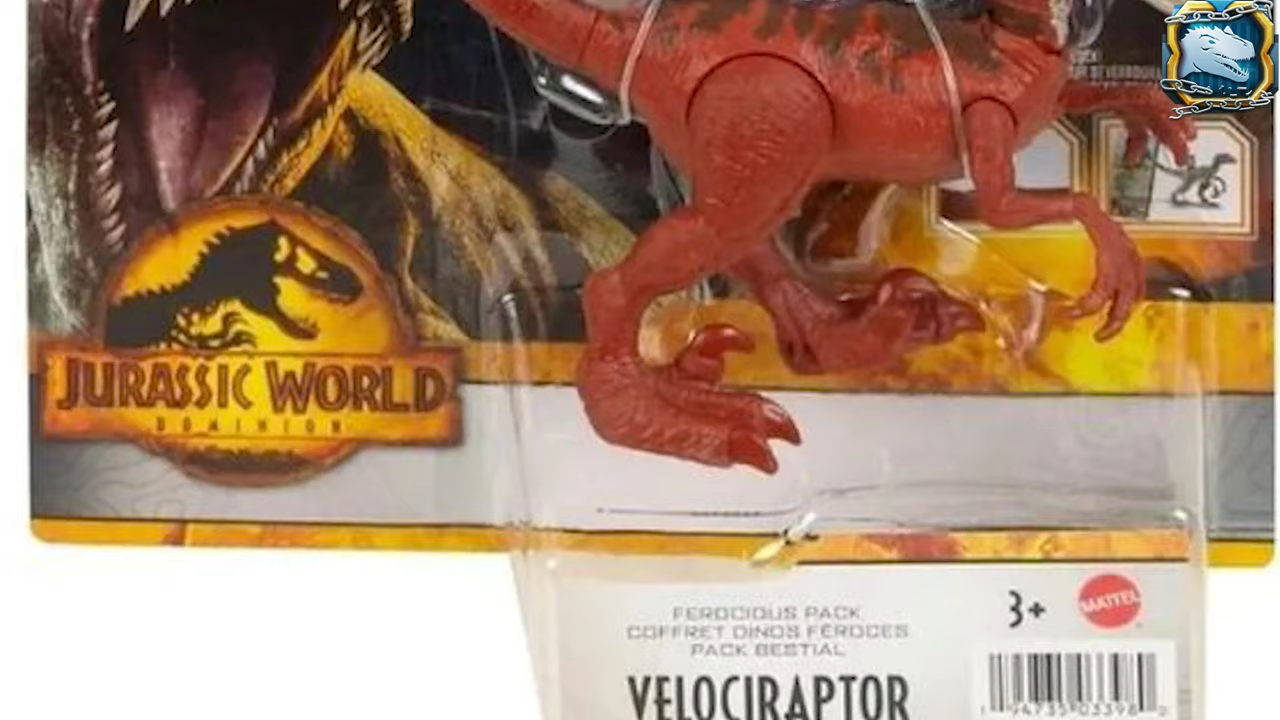 JURASSIC WORLD
DOMINION
3+
MATTEL
FEROCIOUS PACK
COFFRET DINOS FÉROCES
PACK BESTIAL
VELOCIRAPTOR